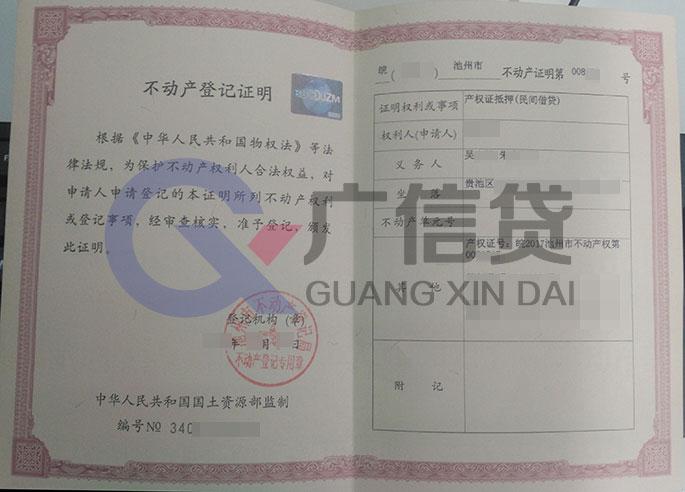 不动产登记证明
根据《中华人民共和国物权法》等法
律法规，为保护不动产权利人合法权益，对
申请人申请登记的本证明所列不动产权利
或登记事项，经审查核实，准予登记，颁发
此证明。
登记机构（章）
年 月 日
不动产登记专用章
中华人民共和国国土资源部监制
编号№ 340
皖( ) 池州市 不动产证明第 008 号
证明权利或事项 产权证抵押(民间借贷)
权利人(申请人)
义务人 吴 朱
坐落 贵池区
不动产单元号
其他 产权证号：皖2017池州市不动产权第
00
附记
广信贷
GUANG XIN DAI